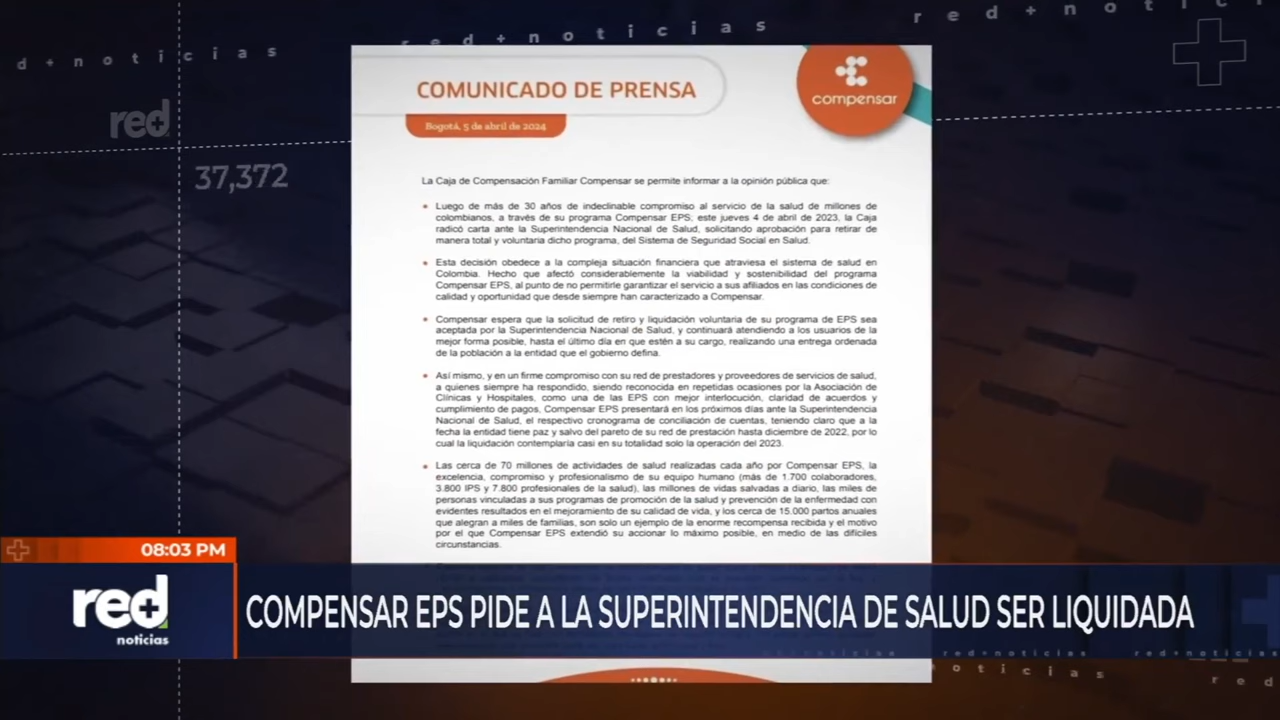 red+noticias
d+noticias
red+noti
red+
37,372
COMUNICADO DE PRENSA
compensar
Bogotá, 5 de abril de 2024
La Caja de Compensación Familiar Compensar se permite informar a la opinión pública que:
Luego de más de 30 años de indeclinable compromiso al servicio de la salud de millones de
colombianos, a través de su programa Compensar EPS; este jueves 4 de abril de 2023, la Caja
radicó carta ante la Superintendencia Nacional de Salud, solicitando aprobación para retirar de
manera total y voluntaria dicho programa, del Sistema de Seguridad Social en Salud.
Esta decisión obedece a la compleja situación financiera que atraviesa el sistema de salud en
Colombia. Hecho que afectó considerablemente la viabilidad y sostenibilidad del programa
Compensar EPS, al punto de no permitirle garantizar el servicio a sus afiliados en las condiciones de
calidad y oportunidad que desde siempre han caracterizado a Compensar.
Compensar espera que la solicitud de retiro y liquidación voluntaria de su programa de EPS sea
aceptada por la Superintendencia Nacional de Salud, y continuará atendiendo a los usuarios de la
mejor forma posible, hasta el último día en que estén a su cargo, realizando una entrega ordenada
de la población a la entidad que el gobierno defina.
Así mismo, y en un firme compromiso con su red de prestadores y proveedores de servicios de salud,
a quienes siempre ha respondido, siendo reconocida en repetidas ocasiones por la Asociación de
Clínicas y Hospitales, como una de las EPS con mejor interlocución, claridad de acuerdos y
cumplimiento de pagos, Compensar EPS presentará en los próximos días ante la Superintendencia
Nacional de Salud, el respectivo cronograma de conciliación de cuentas, teniendo claro que a la
fecha la entidad tiene paz y salvo del pareto de su red de prestación hasta diciembre de 2022, por lo
cual la liquidación contemplaría casi en su totalidad solo la operación del 2023.
Las cerca de 70 millones de actividades de salud realizadas cada año por Compensar EPS, la
excelencia, compromiso y profesionalismo de su equipo humano (más de 1.700 colaboradores,
3.800 IPS y 7.800 profesionales de la salud), las millones de vidas salvadas a diario, las miles de
personas vinculadas a sus programas de promoción de la salud y prevención de la enfermedad con
evidentes resultados en el mejoramiento de su calidad de vida, y los cerca de 15.000 partos anuales
que alegran a miles de familias, son solo un ejemplo de la enorme recompensa recibida y el motivo
por el que Compensar EPS extendió su accionar lo máximo posible, en medio de las difíciles
circunstancias.
08:03 PM
red+
noticias
COMPENSAR EPS PIDE A LA SUPERINTENDENCIA DE SALUD SER LIQUIDADA
red+noticias
red+noticias
oticias
red